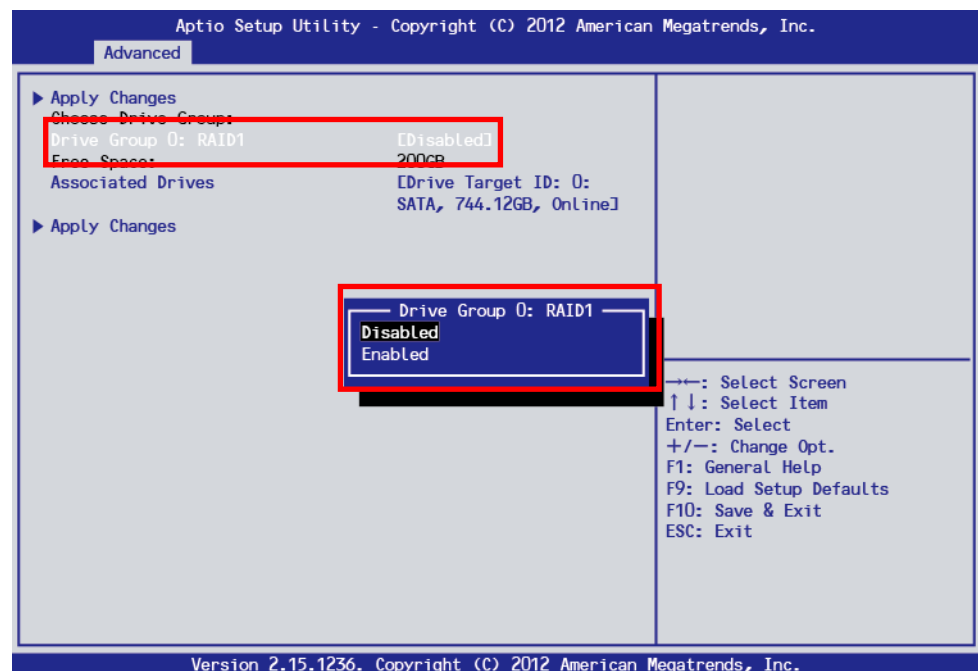 Aptio Setup Utility - Copyright (C) 2012 American Megatrends, Inc.
Advanced
▶ Apply Changes
Choose Drive Group:
Drive Group 0: RAID1 [Disabled]
Free Space: 200GB
Associated Drives [Drive Target ID: 0:
SATA, 744.12GB, Online]
▶ Apply Changes
Drive Group 0: RAID1
Disabled
Enabled
→←: Select Screen
↑↓: Select Item
Enter: Select
+/-: Change Opt.
F1: General Help
F9: Load Setup Defaults
F10: Save & Exit
ESC: Exit
Version 2.15.1236. Copyright (C) 2012 American Megatrends, Inc.